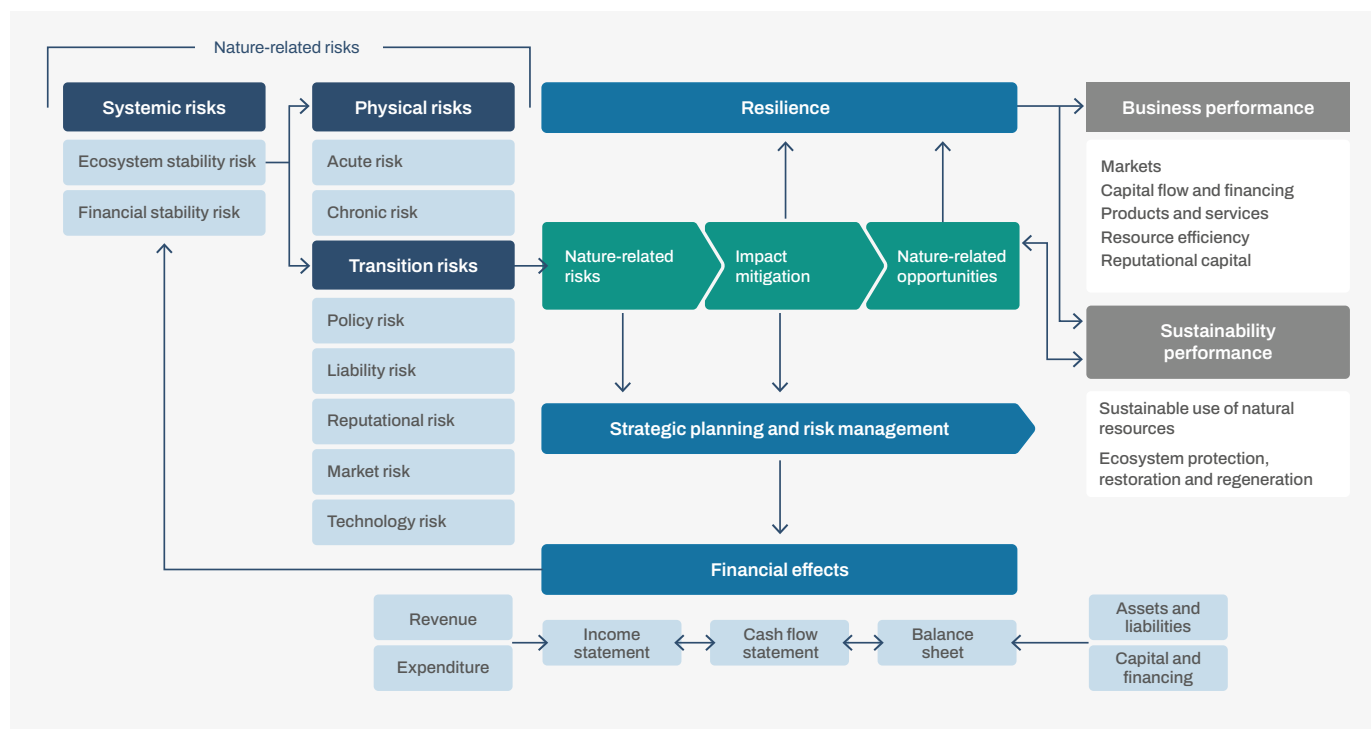 Nature-related risks
Systemic risks
Ecosystem stability risk
Financial stability risk
Physical risks
Acute risk
Chronic risk
Transition risks
Policy risk
Liability risk
Reputational risk
Market risk
Technology risk
Resilience
Nature-related
risks
Impact
mitigation
Nature-related
opportunities
Strategic planning and risk management
Financial effects
Business performance
Markets
Capital flow and financing
Products and services
Resource efficiency
Reputational capital
Sustainability
performance
Sustainable use of natural
resources
Ecosystem protection,
restoration and regeneration
Revenue
Expenditure
Income
statement
Cash flow
statement
Balance
sheet
Assets and
liabilities
Capital and
financing